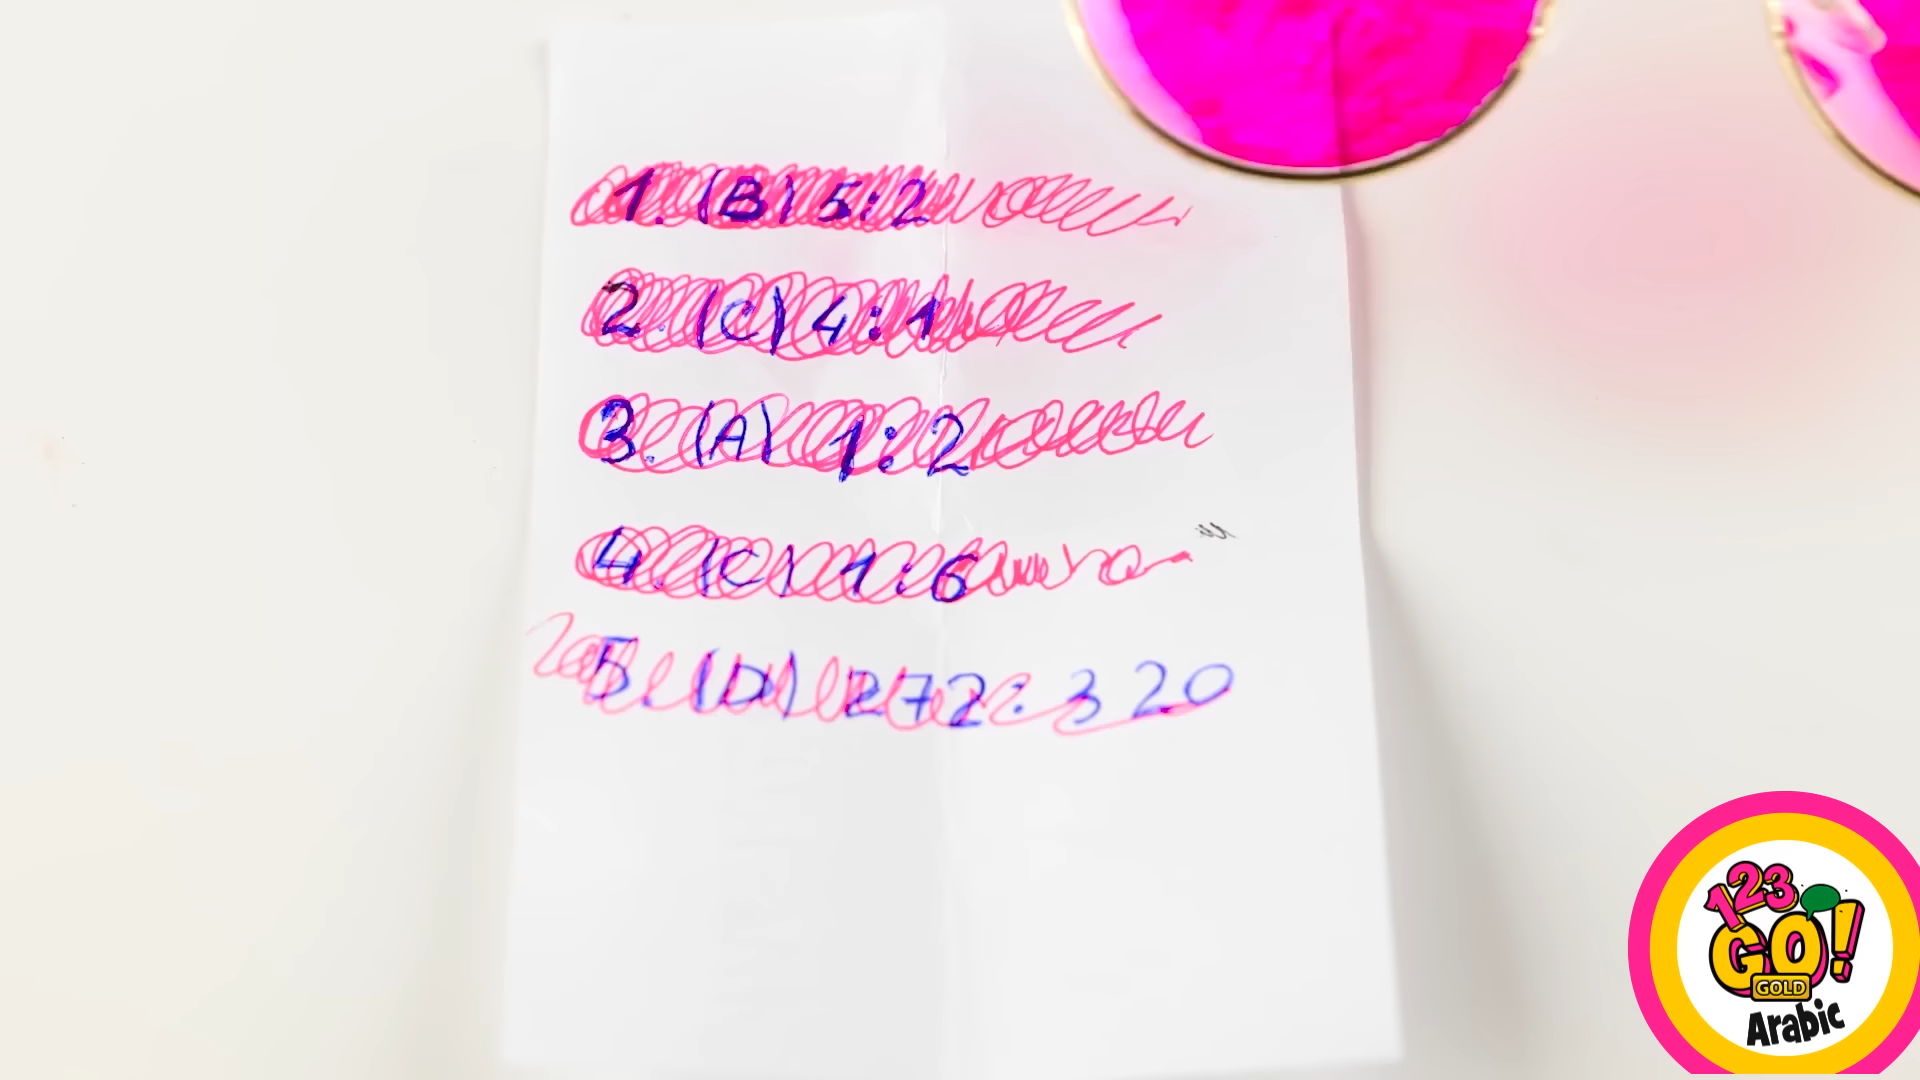 1. (B) 5:2
2. (C) 4:1
3. (A) 1:2
4. (C) 1:6
5. (D) 272:320
123
GO!
GOLD
Arabic